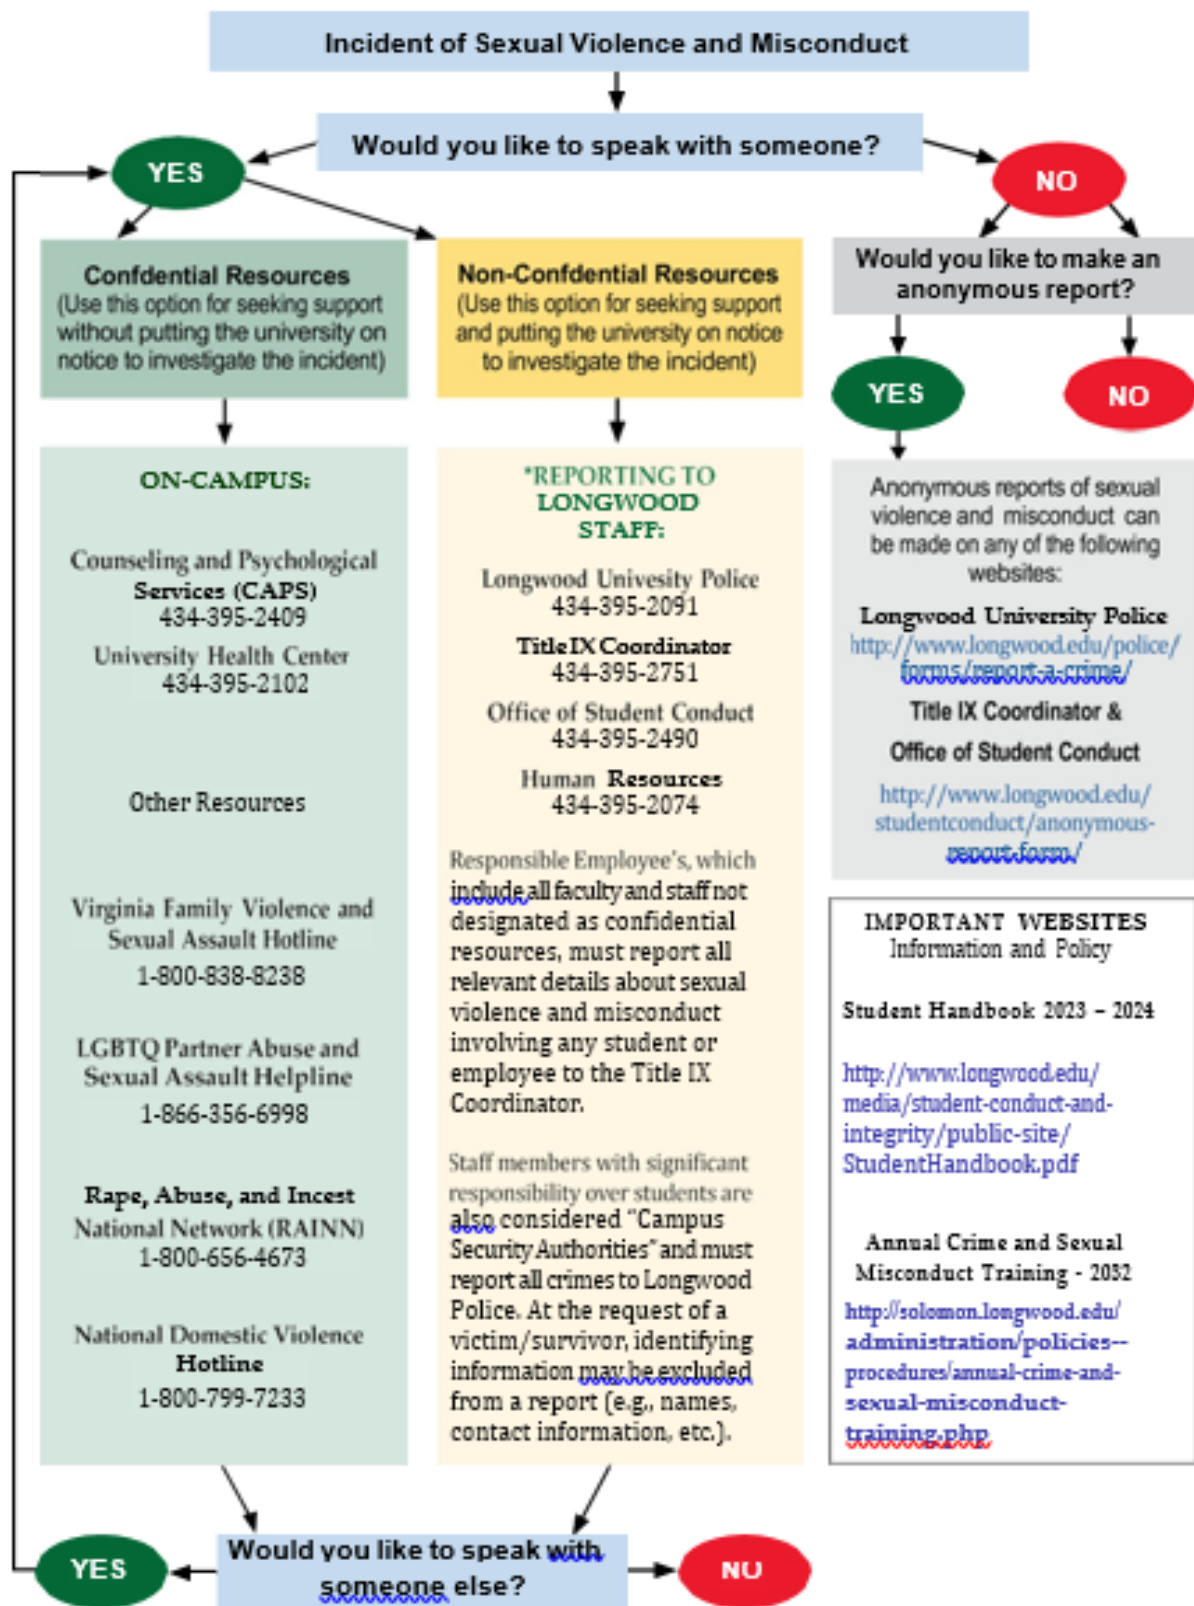 Incident of Sexual Violence and Misconduct
Would you like to speak with someone?
YES
NO
Confdential Resources
(Use this option for seeking support
without putting the university on
notice to investigate the incident)
Non-Confdential Resources
(Use this option for seeking support
and putting the university on notice
to investigate the incident)
Would you like to make an
anonymous report?
YES
NO
ON-CAMPUS:
Counseling and Psychological
Services (CAPS)
434-395-2409
University Health Center
434-395-2102
Other Resources
Virginia Family Violence and
Sexual Assault Hotline
1-800-838-8238
LGBTQ Partner Abuse and
Sexual Assault Helpline
1-866-356-6998
Rape, Abuse, and Incest
National Network (RAINN)
1-800-656-4673
National Domestic Violence
Hotline
1-800-799-7233
*REPORTING TO
LONGWOOD
STAFF:
Longwood Univesity Police
434-395-2091
Title IX Coordinator
434-395-2751
Office of Student Conduct
434-395-2490
Human Resources
434-395-2074
Responsible Employee's, which
include all faculty and staff not
designated as confidential
resources, must report all
relevant details about sexual
violence and misconduct
involving any student or
employee to the Title IX
Coordinator.
Staff members with significant
responsibility over students are
also considered "Campus
Security Authorities" and must
report all crimes to Longwood
Police. At the request of a
victim/survivor, identifying
information may be excluded
from a report (e.g., names,
contact information, etc.).
Anonymous reports of sexual
violence and misconduct can
be made on any of the following
websites:
Longwood University Police
http://www.longwood.edu/police/
forms/report-a-crime/
Title IX Coordinator &
Office of Student Conduct
http://www.longwood.edu/
studentconduct/anonymous-
report-form/
IMPORTANT WEBSITES
Information and Policy
Student Handbook 2023 – 2024
http://www.longwood.edu/
media/student-conduct-and-
integrity/public-site/
StudentHandbook.pdf
Annual Crime and Sexual
Misconduct Training - 2032
http://solomon.longwood.edu/
administration/policies--
procedures/annual-crime-and-
sexual-misconduct-
training.php
Would you like to speak with
someone else?
YES
NO